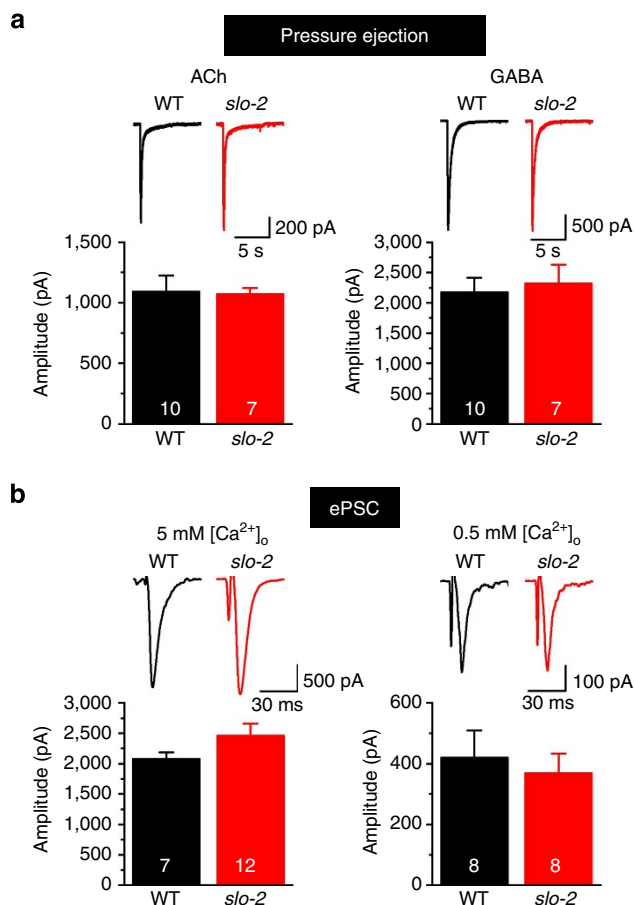 a
Pressure ejection
ACh
GABA
WT slo-2
WT slo-2
200 pA
5 s
500 pA
5 s
Amplitude (pA)
1,500
1,000
500
0
10
7
WT
slo-2
Amplitude (pA)
3,000
2,500
2,000
1,500
1,000
500
0
10
7
WT
slo-2
b
ePSC
5 mM [Ca²⁺]ₒ
0.5 mM [Ca²⁺]ₒ
WT slo-2
WT slo-2
500 pA
30 ms
100 pA
30 ms
Amplitude (pA)
3,000
2,500
2,000
1,500
1,000
500
0
7
12
WT
slo-2
Amplitude (pA)
600
400
200
0
8
8
WT
slo-2